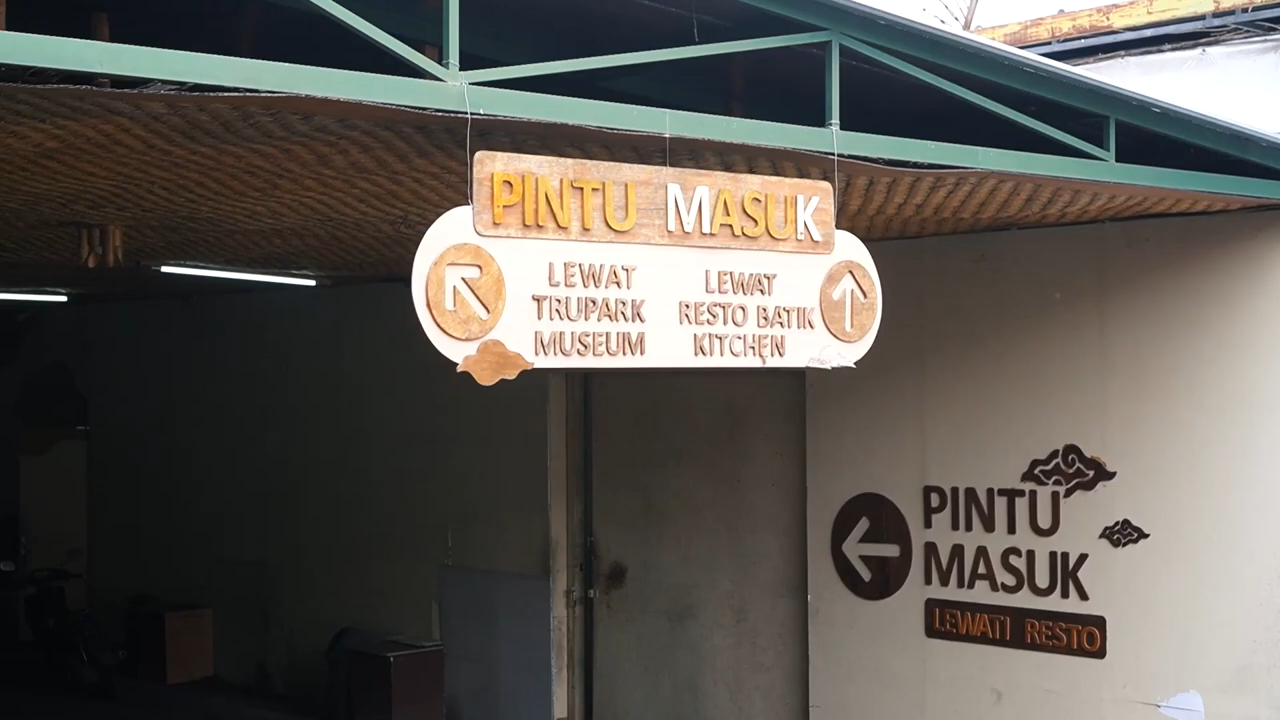 PINTU MASUK
LEWAT
TRUPARK
MUSEUM
LEWAT
RESTO BATIK
KITCHEN
PINTU
MASUK
LEWATI RESTO